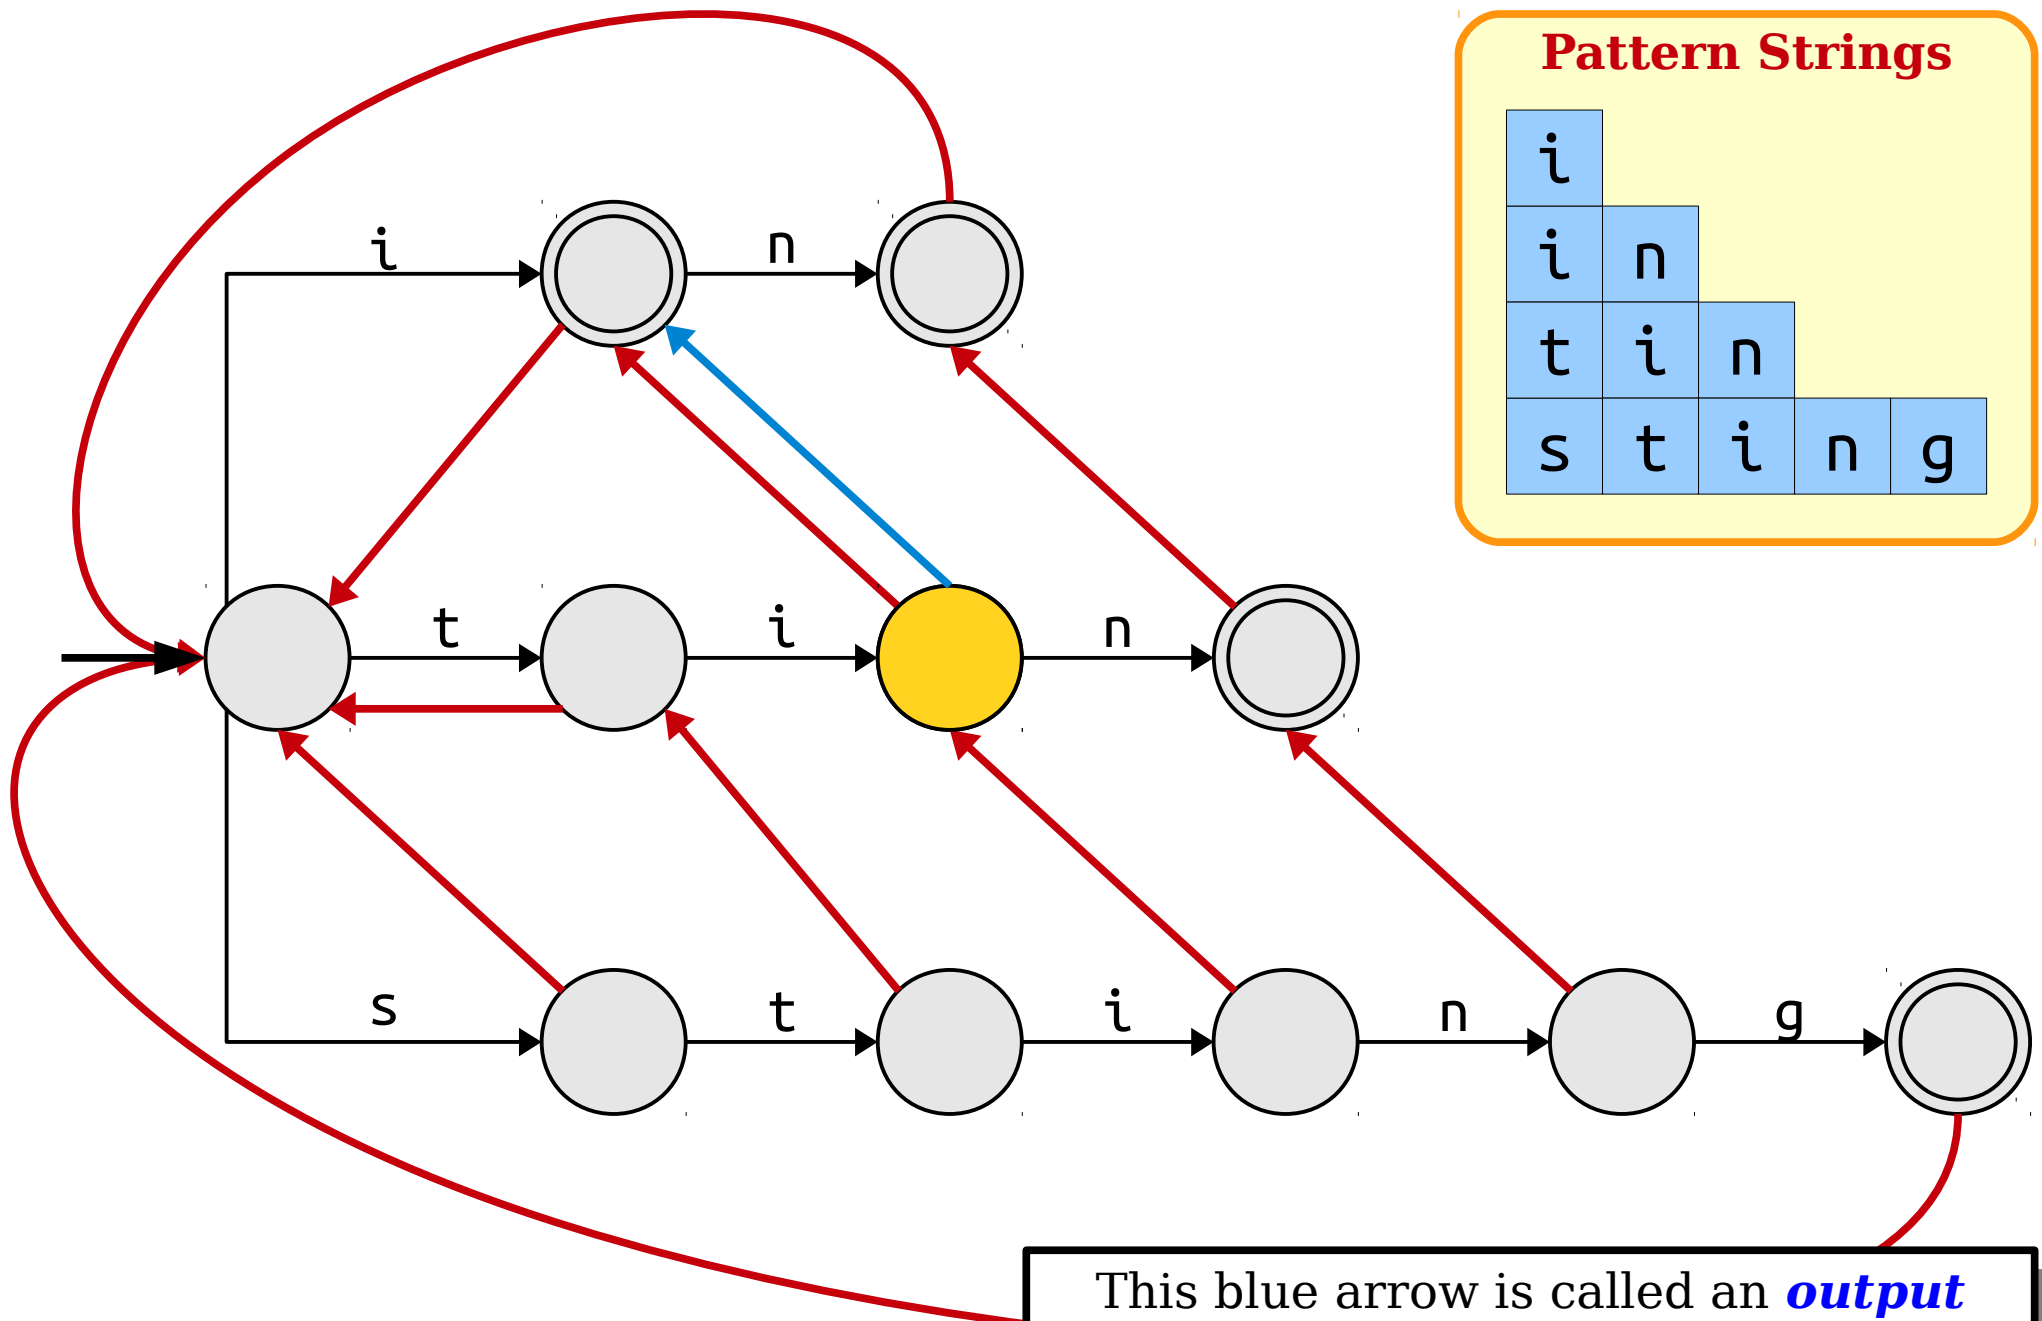 Pattern Strings
i
i n
t i n
s t i n g
i n
t i n
s t i n g
This blue arrow is called an output